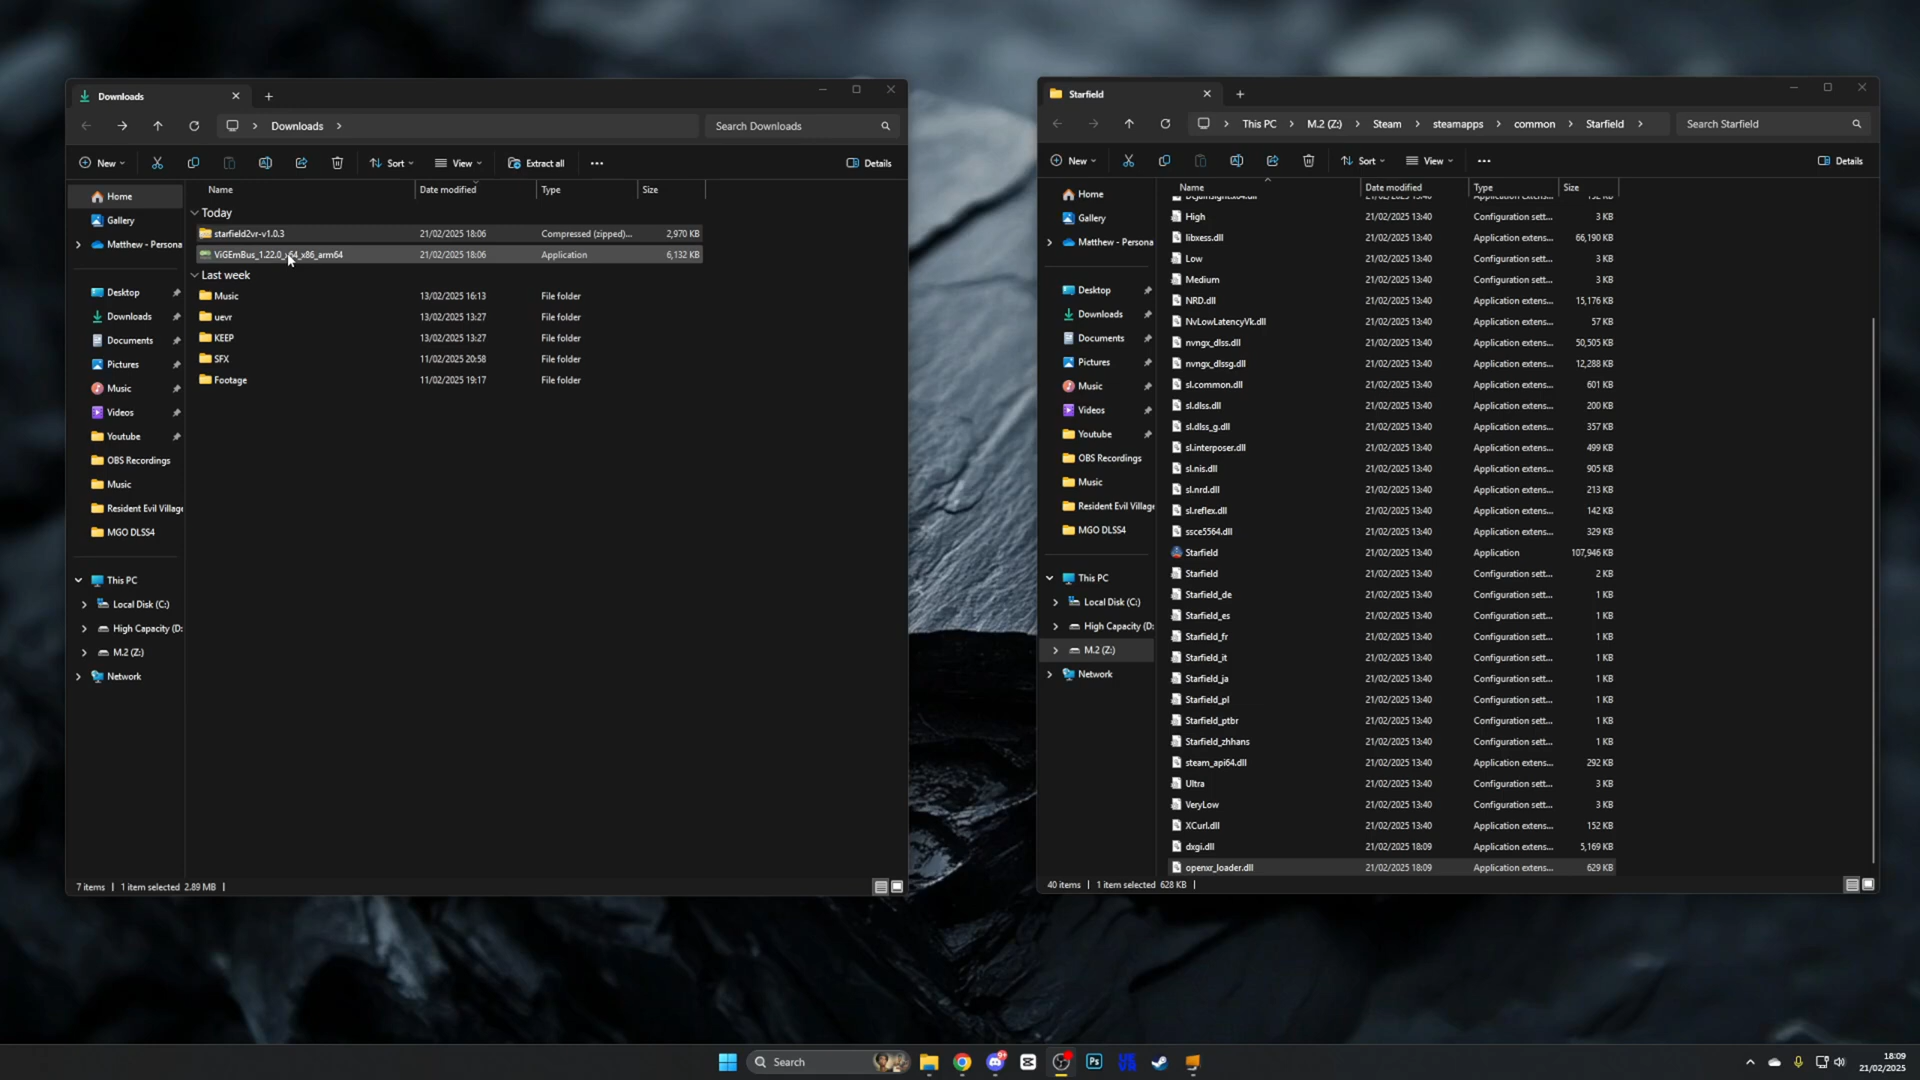 Downloads
Downloads
Search Downloads
New
Sort
View
Extract all
Details
Name
Date modified
Type
Size
Home
Gallery
Matthew - Persona
Desktop
Downloads
Documents
Pictures
Music
Videos
Youtube
OBS Recordings
Music
Resident Evil Village
MGO DLSS4
This PC
Local Disk (C:)
High Capacity (D:
M.2 (Z:)
Network
Today
starfield2vr-v1.0.3 21/02/2025 18:06 Compressed (zipped)... 2,970 KB
ViGEmBus_1.22.0_x64_x86_arm64 21/02/2025 18:06 Application 6,132 KB
Last week
Music 13/02/2025 16:13 File folder
uevr 13/02/2025 13:27 File folder
KEEP 13/02/2025 13:27 File folder
SFX 11/02/2025 20:58 File folder
Footage 11/02/2025 19:17 File folder
7 items 1 item selected 2.89 MB
Starfield
This PC M.2 (Z:) Steam steamapps common Starfield
Search Starfield
New
Sort
View
Details
Name
Date modified
Type
Size
Home
Gallery
Matthew - Persona
Desktop
Downloads
Documents
Pictures
Music
Videos
Youtube
OBS Recordings
Music
Resident Evil Village
MGO DLSS4
This PC
Local Disk (C:)
High Capacity (D:
M.2 (Z:)
Network
High 21/02/2025 13:40 Configuration sett... 3 KB
libxess.dll 21/02/2025 13:40 Application extens... 66,190 KB
Low 21/02/2025 13:40 Configuration sett... 3 KB
Medium 21/02/2025 13:40 Configuration sett... 3 KB
NRD.dll 21/02/2025 13:40 Application extens... 15,176 KB
NvLowLatencyVk.dll 21/02/2025 13:40 Application extens... 57 KB
nvngx_dlss.dll 21/02/2025 13:40 Application extens... 50,505 KB
nvngx_dlssg.dll 21/02/2025 13:40 Application extens... 12,288 KB
sl.common.dll 21/02/2025 13:40 Application extens... 601 KB
sl.dlss.dll 21/02/2025 13:40 Application extens... 200 KB
sl.dlss_g.dll 21/02/2025 13:40 Application extens... 357 KB
sl.interposer.dll 21/02/2025 13:40 Application extens... 499 KB
sl.nis.dll 21/02/2025 13:40 Application extens... 905 KB
sl.nrd.dll 21/02/2025 13:40 Application extens... 213 KB
sl.reflex.dll 21/02/2025 13:40 Application extens... 142 KB
ssce5564.dll 21/02/2025 13:40 Application extens... 329 KB
Starfield 21/02/2025 13:40 Application 107,946 KB
Starfield 21/02/2025 13:40 Configuration sett... 2 KB
Starfield_de 21/02/2025 13:40 Configuration sett... 1 KB
Starfield_es 21/02/2025 13:40 Configuration sett... 1 KB
Starfield_fr 21/02/2025 13:40 Configuration sett... 1 KB
Starfield_it 21/02/2025 13:40 Configuration sett... 1 KB
Starfield_ja 21/02/2025 13:40 Configuration sett... 1 KB
Starfield_pl 21/02/2025 13:40 Configuration sett... 1 KB
Starfield_ptbr 21/02/2025 13:40 Configuration sett... 1 KB
Starfield_zhhans 21/02/2025 13:40 Configuration sett... 1 KB
steam_api64.dll 21/02/2025 13:40 Application extens... 292 KB
Ultra 21/02/2025 13:40 Configuration sett... 3 KB
VeryLow 21/02/2025 13:40 Configuration sett... 3 KB
XCurl.dll 21/02/2025 13:40 Application extens... 152 KB
dxgi.dll 21/02/2025 18:09 Application extens... 5,169 KB
openxr_loader.dll 21/02/2025 18:09 Application extens... 629 KB
40 items 1 item selected 628 KB
Search
Ps
18:09
21/02/2025